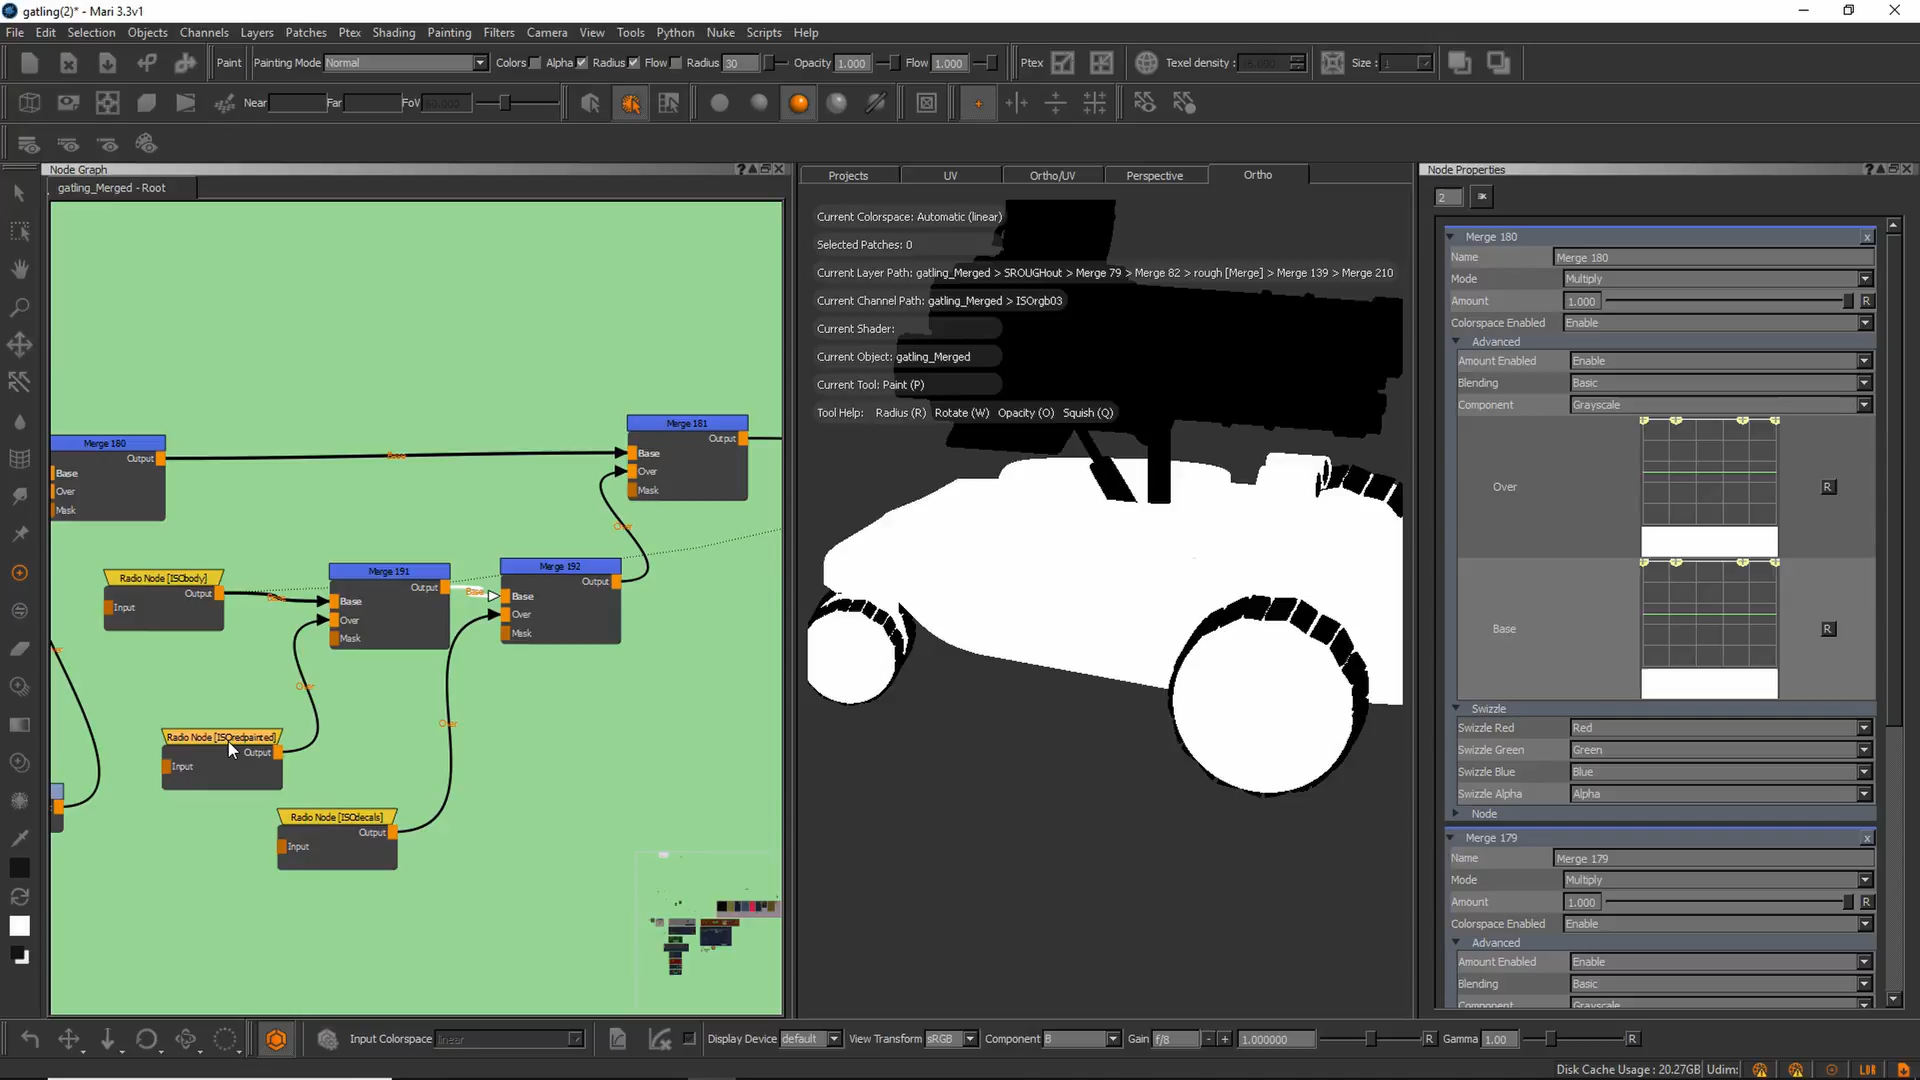 gatling(2)* - Mari 3.3v1
File Edit Selection Objects Channels Layers Patches Ptex Shading Painting Filters Camera View Tools Python Nuke Scripts Help
Paint Painting Mode Normal Colors Alpha Radius Flow Radius 30 Opacity 1.000 Flow 1.000 Ptex Texel density : Size : 1
Near Far FoV
Node Graph
gatling_Merged - Root
Merge 181
Output
Base
Over
Mask
Merge 180
Output
Base
Over
Mask
Base
Radio Node [ISObody]
Output
Input
Merge 191
Output
Base
Over
Mask
Merge 192
Output
Base
Over
Mask
Base
Base
Over
Over
Over
Radio Node [ISOredpainted]
Output
Input
Radio Node [ISOdecals]
Output
Input
Projects UV Ortho/UV Perspective Ortho
Current Colorspace: Automatic (linear)
Selected Patches: 0
Current Layer Path: gatling_Merged > SROUGHout > Merge 79 > Merge 82 > rough [Merge] > Merge 139 > Merge 210
Current Channel Path: gatling_Merged > ISOrgb03
Current Shader:
Current Object: gatling_Merged
Current Tool: Paint (P)
Tool Help: Radius (R) Rotate (W) Opacity (O) Squish (Q)
Node Properties
2
Merge 180
Name Merge 180
Mode Multiply
Amount 1.000 R
Colorspace Enabled Enable
Advanced
Amount Enabled Enable
Blending Basic
Component Grayscale
Over R
Base R
Swizzle
Swizzle Red Red
Swizzle Green Green
Swizzle Blue Blue
Swizzle Alpha Alpha
Node
Merge 179
Name Merge 179
Mode Multiply
Amount 1.000 R
Colorspace Enabled Enable
Advanced
Amount Enabled Enable
Blending Basic
Component Grayscale
Input Colorspace linear Display Device default View Transform sRGB Component B Gain f/8 - + 1.000000 R Gamma 1.00 R
Disk Cache Usage : 20.27GB Udim: LDR